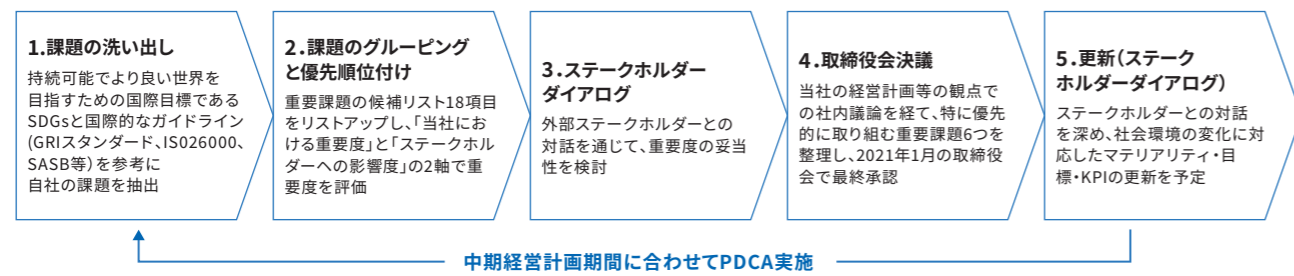 1.課題の洗い出し
持続可能でより良い世界を
目指すための国際目標である
SDGsと国際的なガイドライン
(GRIスタンダード、ISO26000、
SASB等)を参考に
自社の課題を抽出
2.課題のグルーピング
と優先順位付け
重要課題の候補リスト18項目
をリストアップし、「当社にお
ける重要度」と「ステークホル
ダーへの影響度」の2軸で重
要度を評価
3.ステークホルダー
ダイアログ
外部ステークホルダーとの
対話を通じて、重要度の妥当
性を検討
4.取締役会決議
当社の経営計画等の観点で
の社内議論を経て、特に優先
的に取り組む重要課題6つを
整理し、2021年1月の取締役
会で最終承認
5.更新(ステーク
ホルダーダイアログ)
ステークホルダーとの対話
を深め、社会環境の変化に対
応したマテリアリティ・目
標・KPIの更新を予定
中期経営計画期間に合わせてPDCA実施